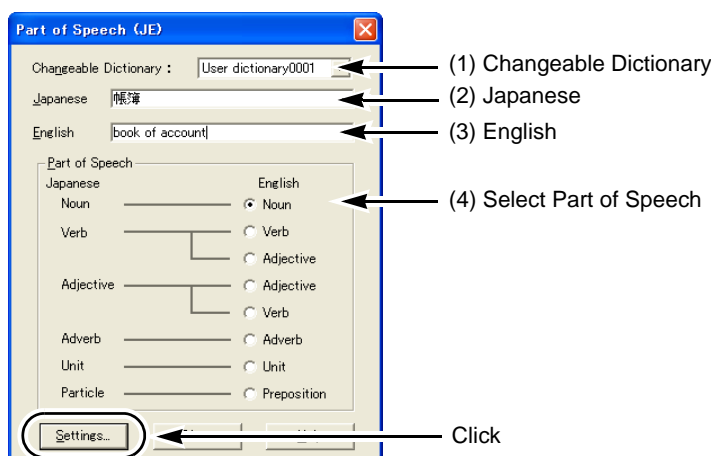 Part of Speech (JE)
Changeable Dictionary : User dictionary0001
(1) Changeable Dictionary
Japanese 帳簿
(2) Japanese
English book of account
(3) English
Part of Speech
Japanese English
Noun Noun
(4) Select Part of Speech
Verb Verb
Adjective
Adjective Adjective
Verb
Adverb Adverb
Unit Unit
Particle Preposition
Settings...
Click